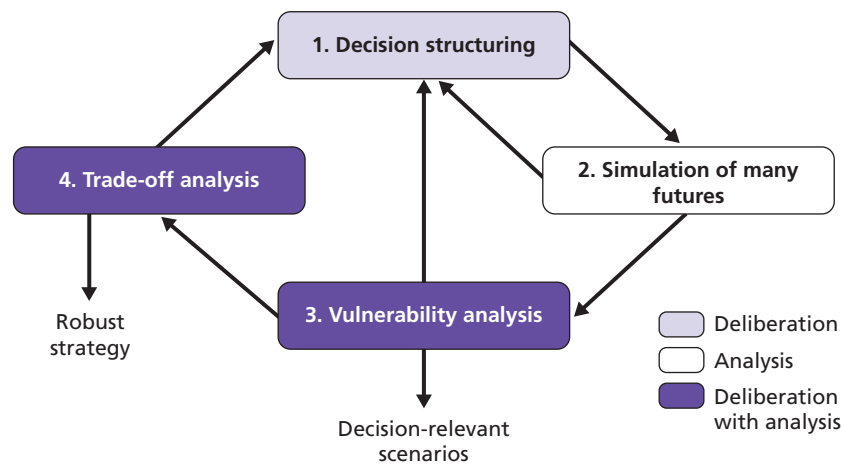 1. Decision structuring
4. Trade-off analysis
2. Simulation of many
futures
3. Vulnerability analysis
Robust
strategy
Decision-relevant
scenarios
Deliberation
Analysis
Deliberation
with analysis